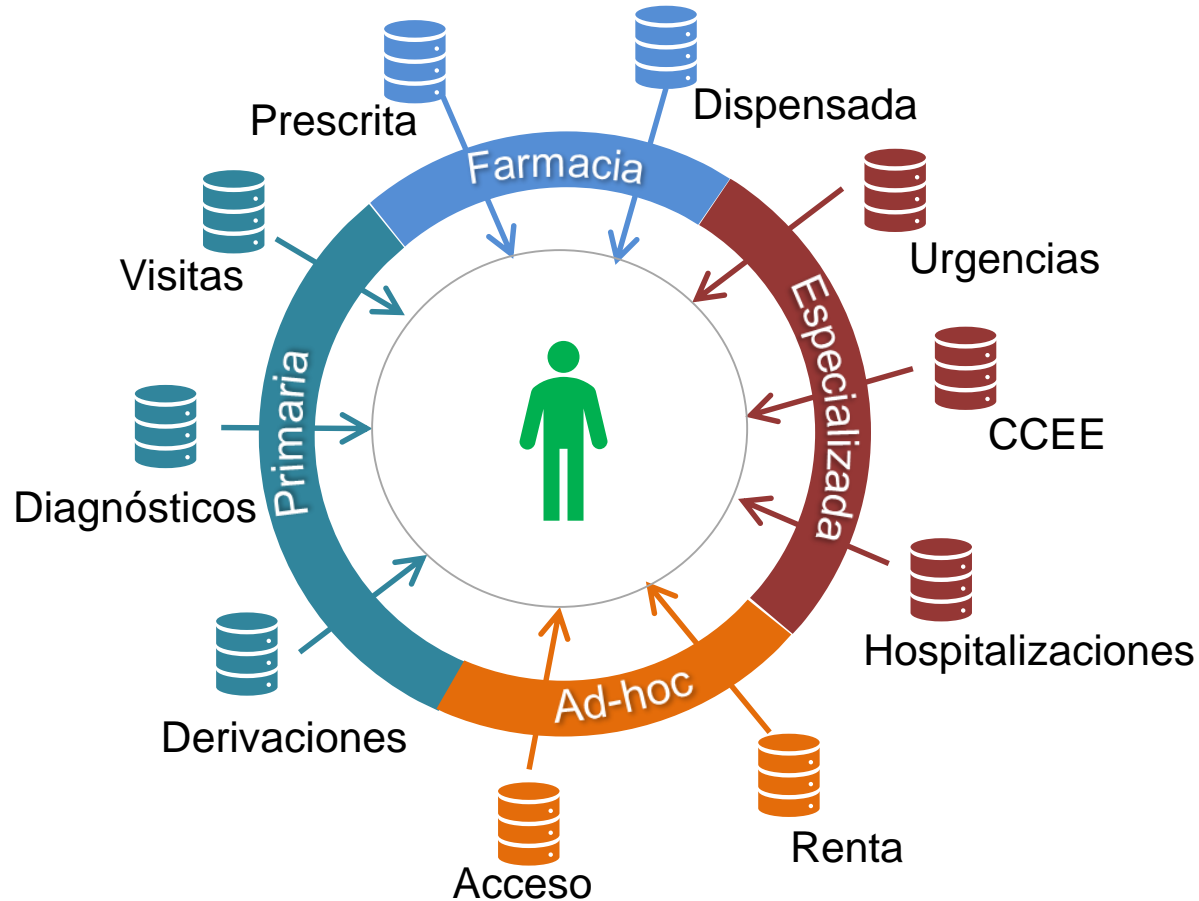 Prescrita
Dispensada
Farmacia
Visitas
Urgencias
Primaria
Especializada
CCEE
Diagnósticos
Hospitalizaciones
Derivaciones
Ad-hoc
Acceso
Renta